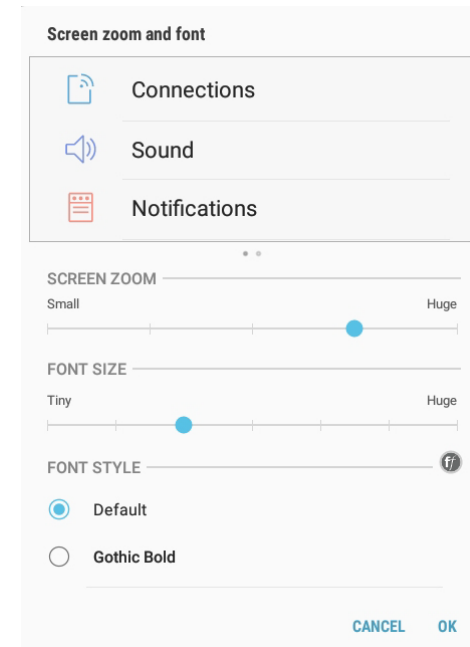 Screen zoom and font
Connections
Sound
Notifications
SCREEN ZOOM
Small Huge
FONT SIZE
Tiny Huge
FONT STYLE
Default
Gothic Bold
CANCEL OK